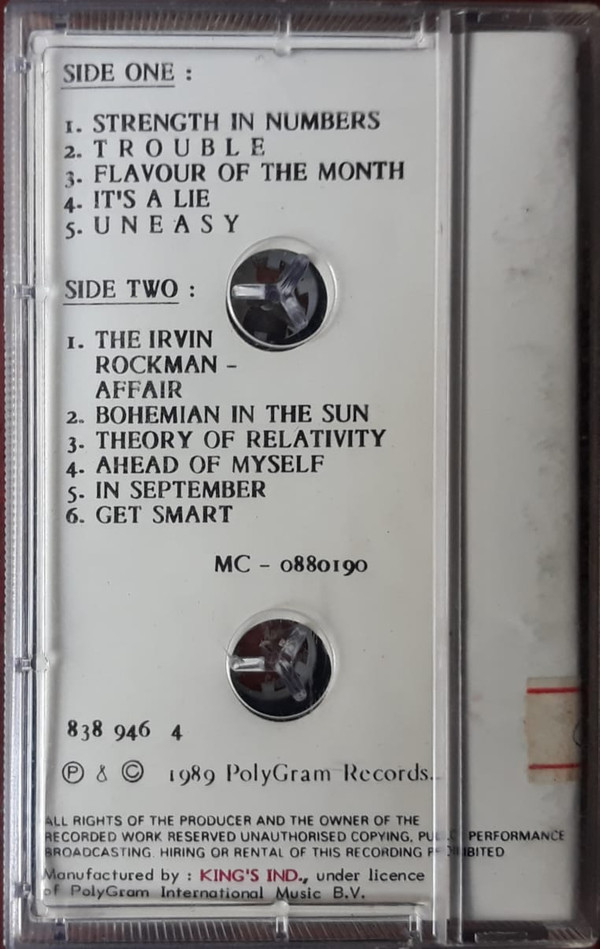 SIDE ONE :
1. STRENGTH IN NUMBERS
2. T R O U B L E
3. FLAVOUR OF THE MONTH
4. IT'S A LIE
5. U N E A S Y
SIDE TWO :
1. THE IRVIN
ROCKMAN -
AFFAIR
2. BOHEMIAN IN THE SUN
3. THEORY OF RELATIVITY
4. AHEAD OF MYSELF
5. IN SEPTEMBER
6. GET SMART
MC - 0880190
838 946 4
Ⓟ & © 1989 PolyGram Records.
ALL RIGHTS OF THE PRODUCER AND THE OWNER OF THE
RECORDED WORK RESERVED UNAUTHORISED COPYING, PERFORMANCE
BROADCASTING. HIRING OR RENTAL OF THIS RECORDING
Manufactured by : KING'S IND., under licence
of PolyGram International Music B.V.